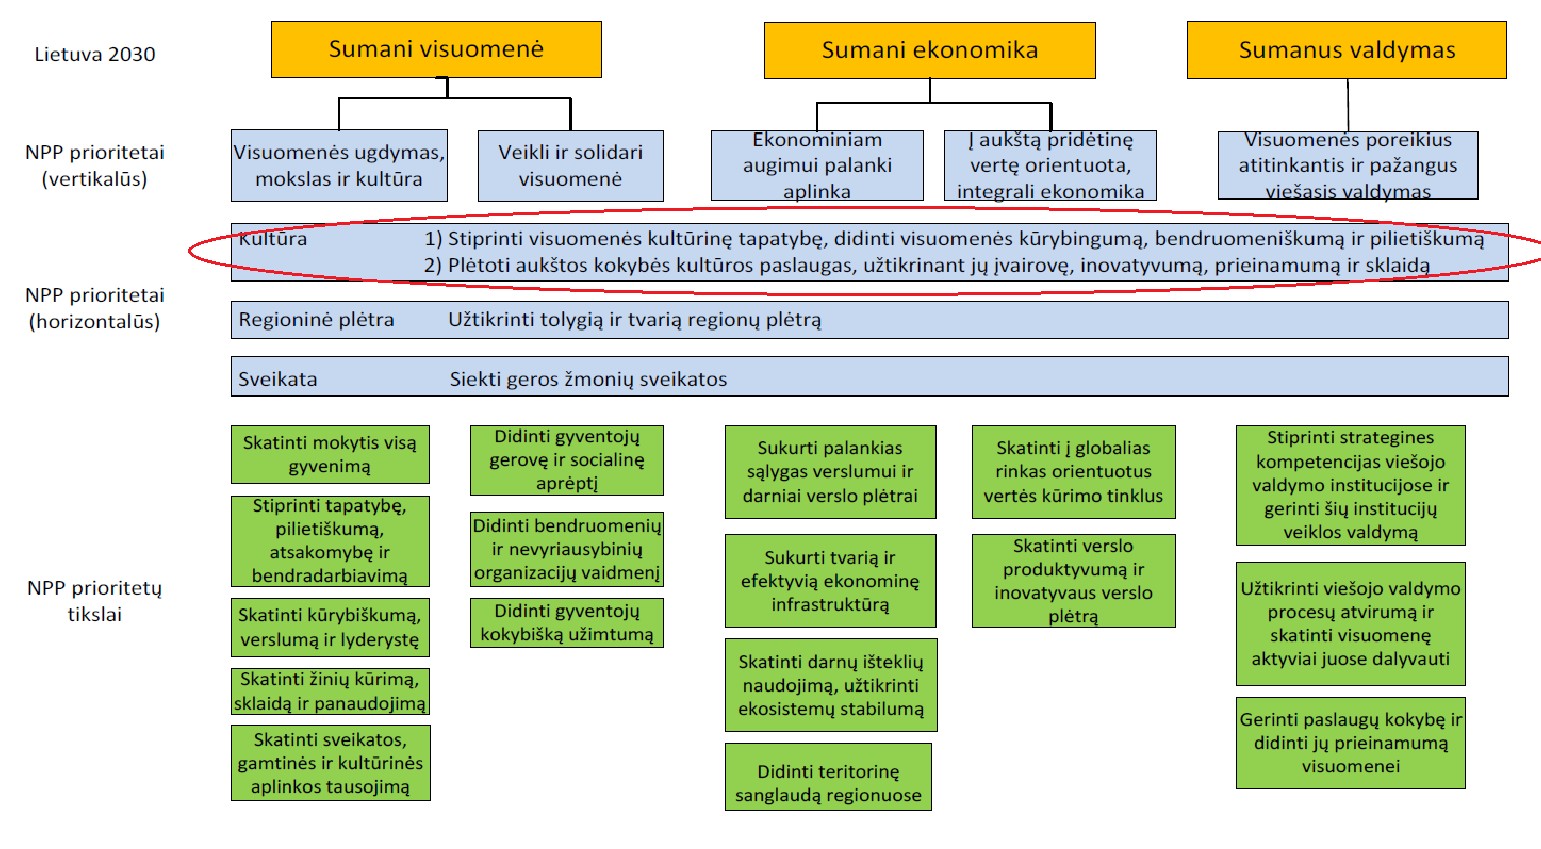 Lietuva 2030
Sumani visuomenė
Sumani ekonomika
Sumanus valdymas
NPP prioritetai
(vertikalūs)
Visuomenės ugdymas,
mokslas ir kultūra
Veikli ir solidari
visuomenė
Ekonominiam
augimui palanki
aplinka
Į aukštą pridėtinę
vertę orientuota,
integrali ekonomika
Visuomenės poreikius
atitinkantis ir pažangus
viešasis valdymas
NPP prioritetai
(horizontalūs)
Kultūra 1) Stiprinti visuomenės kultūrinę tapatybę, didinti visuomenės kūrybingumą, bendruomeniškumą ir pilietiškumą
2) Plėtoti aukštos kokybės kultūros paslaugas, užtikrinant jų įvairovę, inovatyvumą, prieinamumą ir sklaidą
Regioninė plėtra Užtikrinti tolygią ir tvarią regionų plėtrą
Sveikata Siekti geros žmonių sveikatos
NPP prioritetų
tikslai
Skatinti mokytis visą
gyvenimą
Stiprinti tapatybę,
pilietiškumą,
atsakomybę ir
bendradarbiavimą
Skatinti kūrybiškumą,
verslumą ir lyderystę
Skatinti žinių kūrimą,
sklaidą ir panaudojimą
Skatinti sveikatos,
gamtinės ir kultūrinės
aplinkos tausojimą
Didinti gyventojų
gerovę ir socialinę
aprėptį
Didinti bendruomenių
ir nevyriausybinių
organizacijų vaidmenį
Didinti gyventojų
kokybišką užimtumą
Sukurti palankias
sąlygas verslumui ir
darniai verslo plėtrai
Sukurti tvarią ir
efektyvią ekonominę
infrastruktūrą
Skatinti darnų išteklių
naudojimą, užtikrinti
ekosistemų stabilumą
Didinti teritorinę
sanglaudą regionuose
Skatinti į globalias
rinkas orientuotus
vertės kūrimo tinklus
Skatinti verslo
produktyvumą ir
inovatyvaus verslo
plėtrą
Stiprinti strategines
kompetencijas viešojo
valdymo institucijose ir
gerinti šių institucijų
veiklos valdymą
Užtikrinti viešojo valdymo
procesų atvirumą ir
skatinti visuomenę
aktyviai juose dalyvauti
Gerinti paslaugų kokybę ir
didinti jų prieinamumą
visuomenei